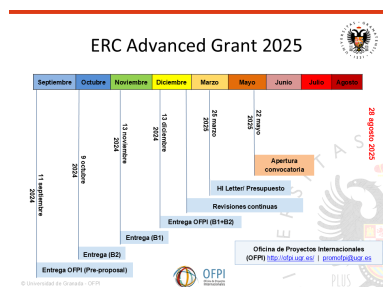 ERC Advanced Grant 2025
Septiembre Octubre Noviembre Diciembre Marzo Mayo Junio Julio Agosto
11 septiembre 2024
9 octubre 2024
13 noviembre 2024
13 diciembre 2024
25 marzo 2025
22 mayo 2025
28 agosto 2025
Apertura
convocatoria
HI Letter/ Presupuesto
Revisiones continuas
Entrega OFPI (B1+B2)
Entrega (B1)
Entrega (B2)
Entrega OFPI (Pre-proposal)
Oficina de Proyectos Internacionales
(OFPI) http://ofpi.ugr.es/ | promofpi@ugr.es
© Universidad de Granada - OFPI
OFPI
PLUS